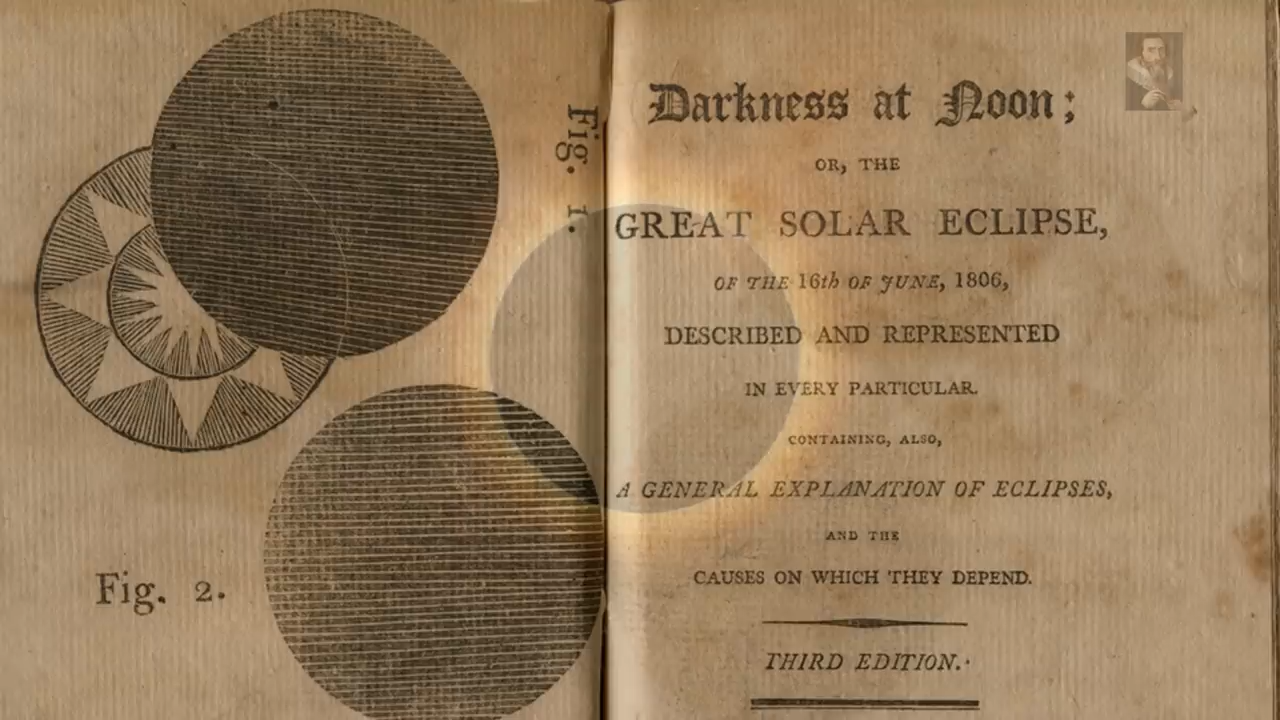 Fig. 1.
Fig. 2.
Darkness at Noon;
OR, THE
GREAT SOLAR ECLIPSE,
OF THE 16th OF JUNE, 1806,
DESCRIBED AND REPRESENTED
IN EVERY PARTICULAR.
CONTAINING, ALSO,
A GENERAL EXPLANATION OF ECLIPSES,
AND THE
CAUSES ON WHICH THEY DEPEND.
THIRD EDITION.